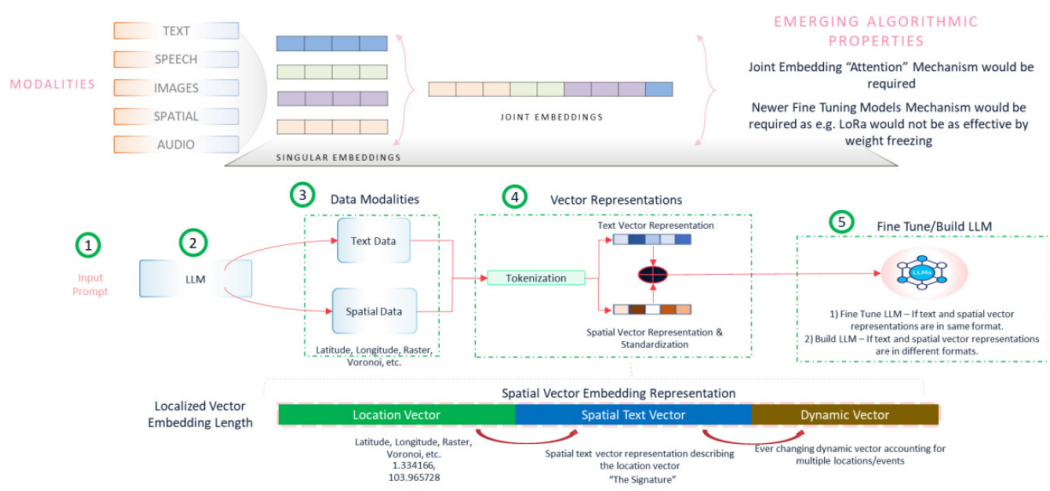 MODALITIES
TEXT
SPEECH
IMAGES
SPATIAL
AUDIO
SINGULAR EMBEDDINGS
JOINT EMBEDDINGS
EMERGING ALGORITHMIC
PROPERTIES
Joint Embedding “Attention” Mechanism would be
required
Newer Fine Tuning Models Mechanism would be
required as e.g. LoRa would not be as effective by
weight freezing
1
Input
Prompt
2
LLM
3
Data Modalities
Text Data
Spatial Data
Latitude, Longitude, Raster,
Voronoi, etc.
4
Vector Representations
Tokenization
Text Vector Representation
Spatial Vector Representation &
Standardization
5
Fine Tune/Build LLM
LLMs
1) Fine Tune LLM – If text and spatial vector
representations are in same format.
2) Build LLM – If text and spatial vector representations
are in different formats.
Spatial Vector Embedding Representation
Localized Vector
Embedding Length
Location Vector
Spatial Text Vector
Dynamic Vector
Latitude, Longitude, Raster,
Voronoi, etc.
1.334166,
103.965728
Spatial text vector representation describing
the location vector
“The Signature”
Ever changing dynamic vector accounting for
multiple locations/events